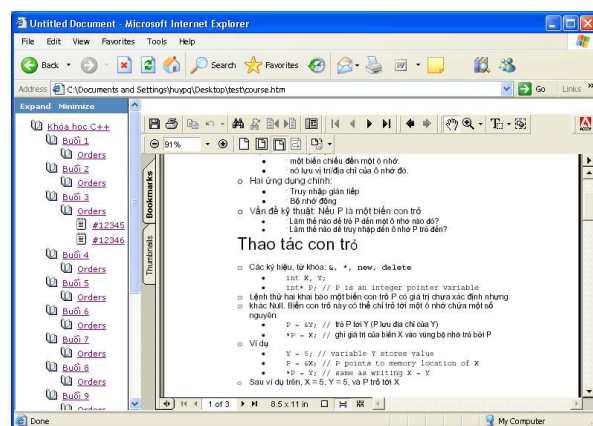 Untitled Document - Microsoft Internet Explorer
File Edit View Favorites Tools Help
Back Search Favorites
Address C:\Documents and Settings\huypq\Desktop\test\course.htm Go Links »
Expand Minimize
Khóa học C++
Buổi 1
Orders
Buổi 2
Orders
Buổi 3
Orders
#12345
#12346
Buổi 4
Orders
Buổi 5
Orders
Buổi 6
Orders
Buổi 7
Orders
Buổi 8
Orders
Buổi 9
Orders
91%
Adobe
Bookmarks
Thumbnails
một biến chiếu đến một ô nhớ.
nó lưu vị trí/địa chỉ của ô nhớ đó.
Hai ứng dụng chính:
Truy nhập gián tiếp
Bộ nhớ động
Vấn đề kỹ thuật: Nếu P là một biến con trỏ
Làm thế nào để trỏ P đến một ô nhớ nào đó?
Làm thế nào để truy nhập đến ô nhớ P trỏ đến?
Thao tác con trỏ
Các ký hiệu, từ khóa: &, *, new, delete
int X, Y;
int* P; // P is an integer pointer variable
Lệnh thứ hai khai báo một biến con trỏ P có giá trị chưa xác định nhưng
khác Null. Biến con trỏ này có thể chỉ trỏ tới một ô nhớ chứa một số
nguyên
P = &Y; // trỏ P tới Y (P lưu địa chỉ của Y)
*P = X; // ghi giá trị của biến X vào vùng bộ nhớ trỏ bởi P
Ví dụ
Y = 5; // variable Y stores value
P = &X; // P points to memory location of X
*P = Y; // same as writing X = Y
Sau ví dụ trên, X = 5, Y = 5, và P trỏ tới X
1 of 3 8.5 x 11 in
Done My Computer